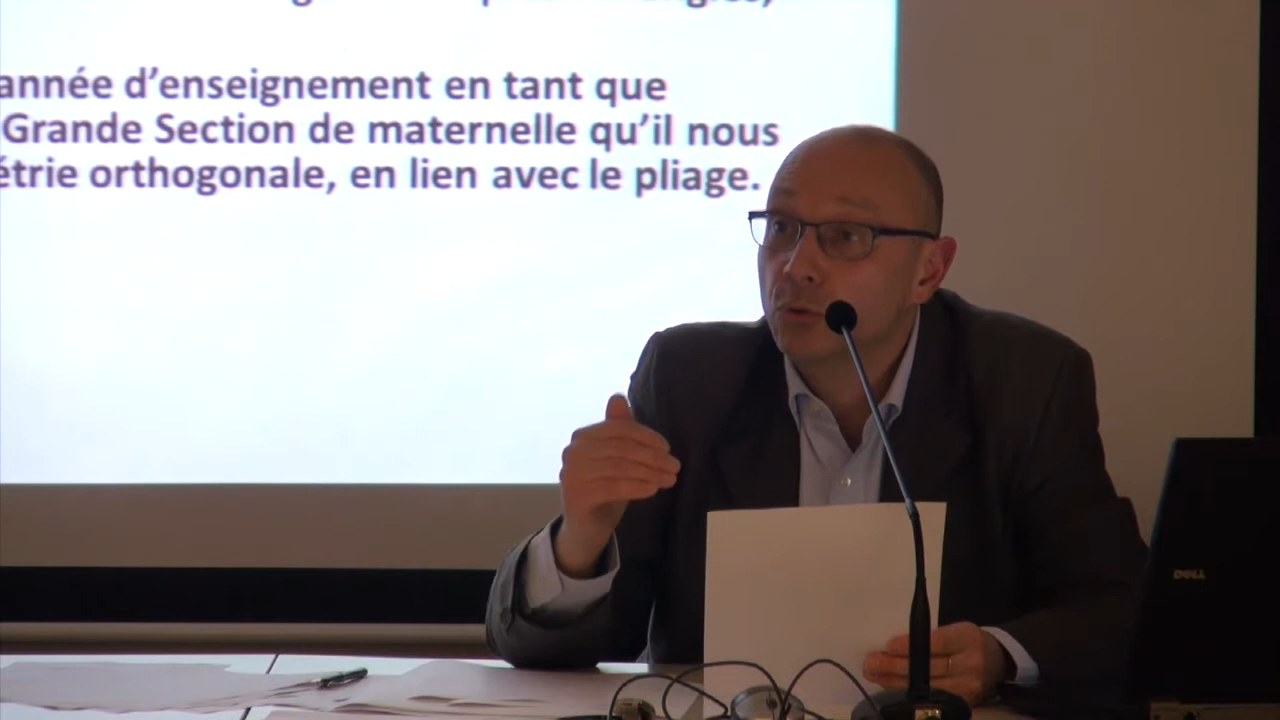 année d'enseignement en tant que
Grande Section de maternelle qu'il nous
étrie orthogonale, en lien avec le pliage.
DELL